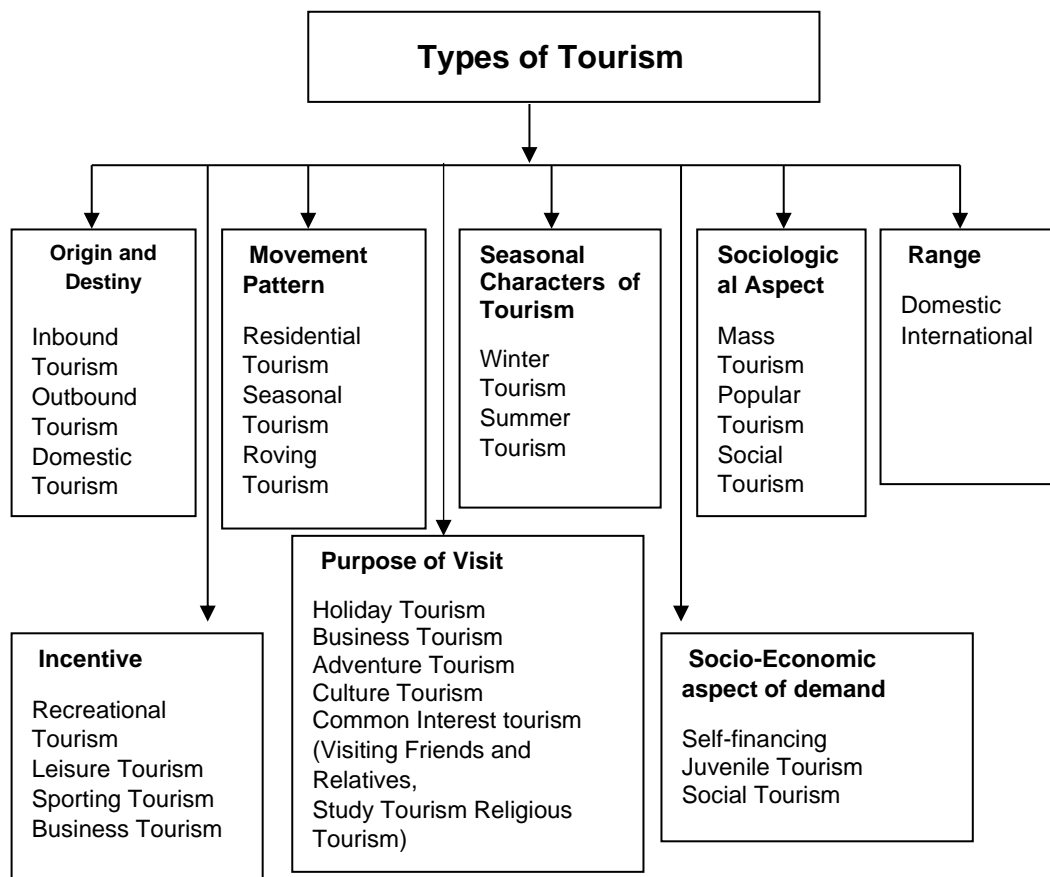 Types of Tourism
Origin and
Destiny
Inbound
Tourism
Outbound
Tourism
Domestic
Tourism
Movement
Pattern
Residential
Tourism
Seasonal
Tourism
Roving
Tourism
Seasonal
Characters of
Tourism
Winter
Tourism
Summer
Tourism
Sociologic
al Aspect
Mass
Tourism
Popular
Tourism
Social
Tourism
Range
Domestic
International
Incentive
Recreational
Tourism
Leisure Tourism
Sporting Tourism
Business Tourism
Purpose of Visit
Holiday Tourism
Business Tourism
Adventure Tourism
Culture Tourism
Common Interest tourism
(Visiting Friends and
Relatives,
Study Tourism Religious
Tourism)
Socio-Economic
aspect of demand
Self-financing
Juvenile Tourism
Social Tourism